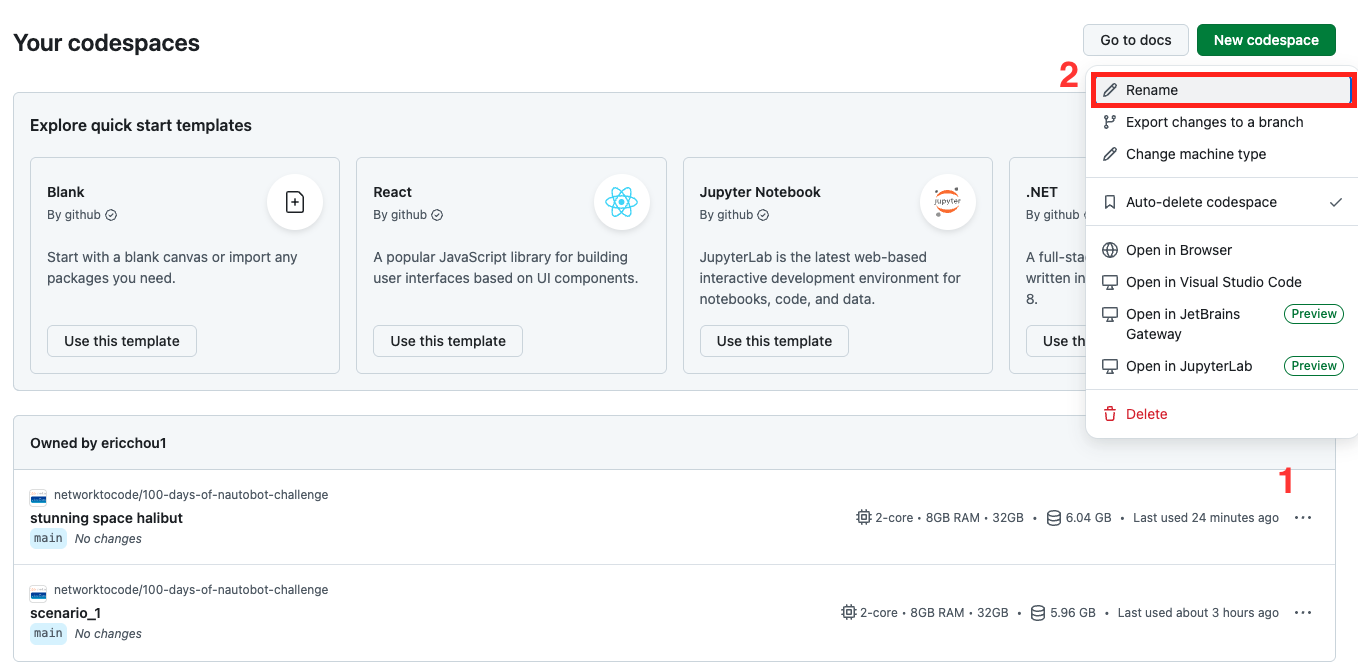 Your codespaces
Go to docs
New codespace
2
Rename
Export changes to a branch
Change machine type
Auto-delete codespace
Open in Browser
Open in Visual Studio Code
Open in JetBrains
Gateway
Preview
Open in JupyterLab
Preview
Delete
Explore quick start templates
Blank
By github
Start with a blank canvas or import any
packages you need.
Use this template
React
By github
A popular JavaScript library for building
user interfaces based on UI components.
Use this template
Jupyter Notebook
By github
jupyter
JupyterLab is the latest web-based
interactive development environment for
notebooks, code, and data.
Use this template
.NET
By github
A full-sta
written in
8.
Use th
Owned by ericchou1
1
networktocode/100-days-of-nautobot-challenge
stunning space halibut
main No changes
2-core • 8GB RAM • 32GB • 6.04 GB • Last used 24 minutes ago ···
networktocode/100-days-of-nautobot-challenge
scenario_1
main No changes
2-core • 8GB RAM • 32GB • 5.96 GB • Last used about 3 hours ago ···